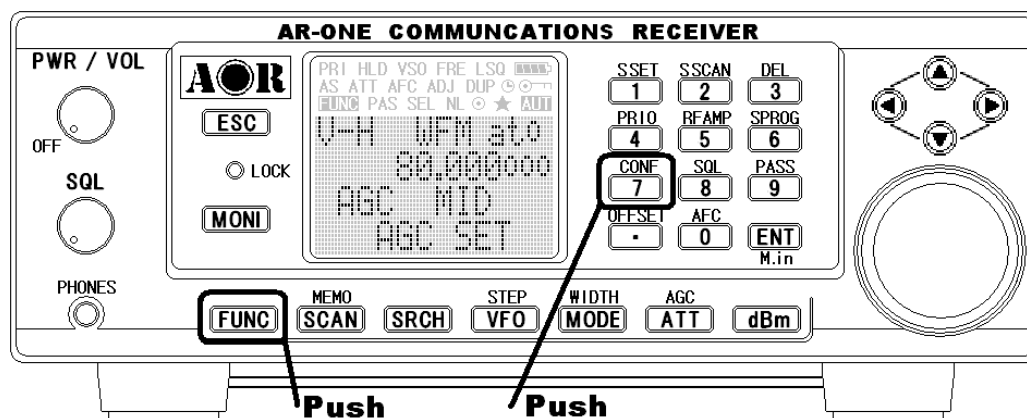 AR-ONE COMMUNCATIONS RECEIVER
PWR / VOL
OFF
SQL
PHONES
AOR
ESC
LOCK
MONI
PRI HLD VSO FRE LSQ
AS ATT AFC ADJ DUP
FUNC PAS SEL NL ★ AUT
V-H WFM ato
80.000000
AGC MID
AGC SET
SSET SSCAN DEL
1 2 3
PRIO RFAMP SPROG
4 5 6
CONF SQL PASS
7 8 9
OFFSET AFC
. 0 ENT
M.in
MEMO STEP WIDTH AGC
FUNC SCAN SRCH VFO MODE ATT dBm
Push Push